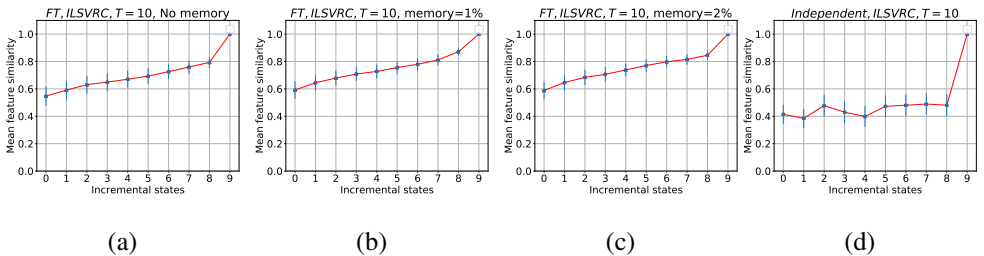 FT, ILSVRC, T = 10, No memory
Mean feature similarity
1.0
0.8
0.6
0.4
0.2
0.0
0 1 2 3 4 5 6 7 8 9
Incremental states
(a)
FT, ILSVRC, T = 10, memory=1%
Mean feature similarity
1.0
0.8
0.6
0.4
0.2
0.0
0 1 2 3 4 5 6 7 8 9
Incremental states
(b)
FT, ILSVRC, T = 10, memory=2%
Mean feature similarity
1.0
0.8
0.6
0.4
0.2
0.0
0 1 2 3 4 5 6 7 8 9
Incremental states
(c)
Independent, ILSVRC, T = 10
Mean feature similarity
1.0
0.8
0.6
0.4
0.2
0.0
0 1 2 3 4 5 6 7 8 9
Incremental states
(d)